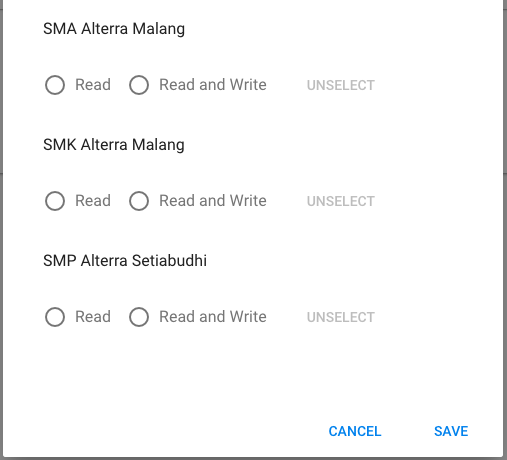 SMA Alterra Malang
Read Read and Write UNSELECT
SMK Alterra Malang
Read Read and Write UNSELECT
SMP Alterra Setiabudhi
Read Read and Write UNSELECT
CANCEL SAVE